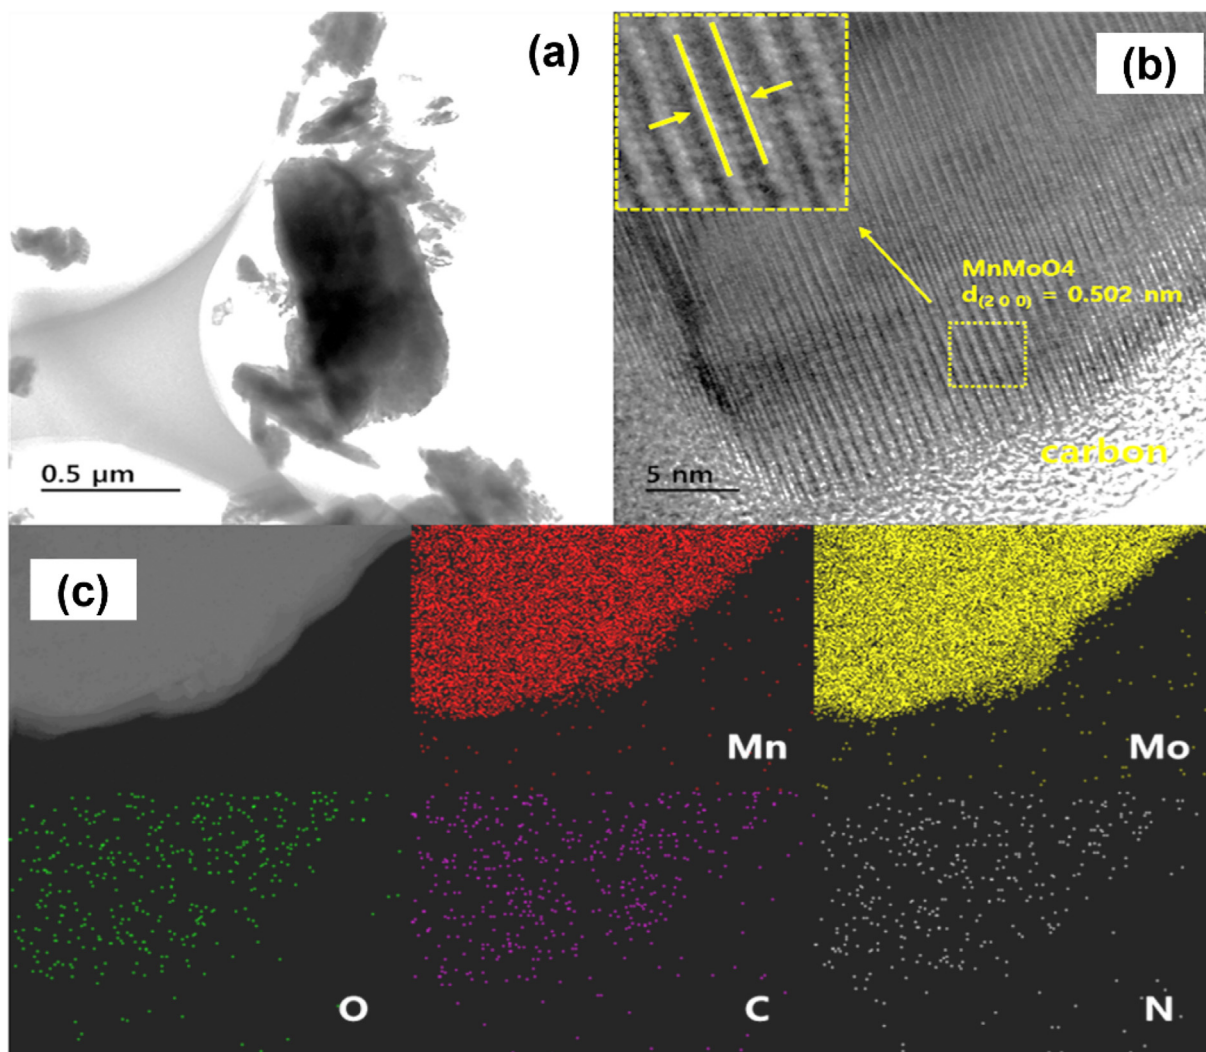 (a)
0.5 μm
(b)
MnMoO4
d(2 0 0) = 0.502 nm
carbon
5 nm
(c)
Mn
Mo
O
C
N